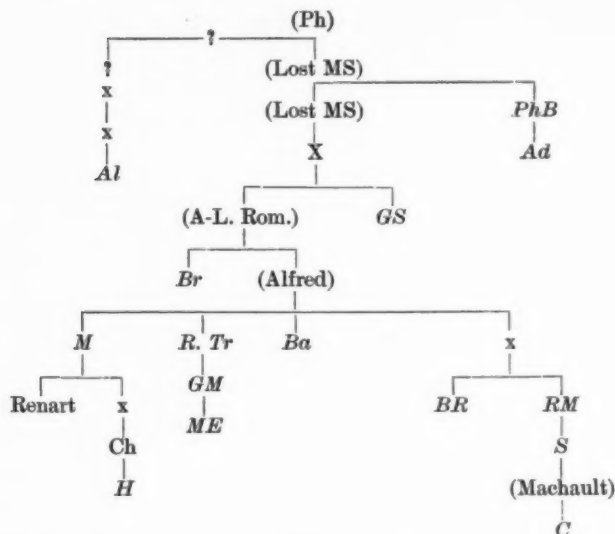 (Ph)
?
? (Lost MS)
x (Lost MS) PhB
x X Ad
Al
(A-L. Rom.) GS
Br (Alfred)
M R. Tr Ba x
Renart x GM BR RM
Ch ME S
H (Machault)
C